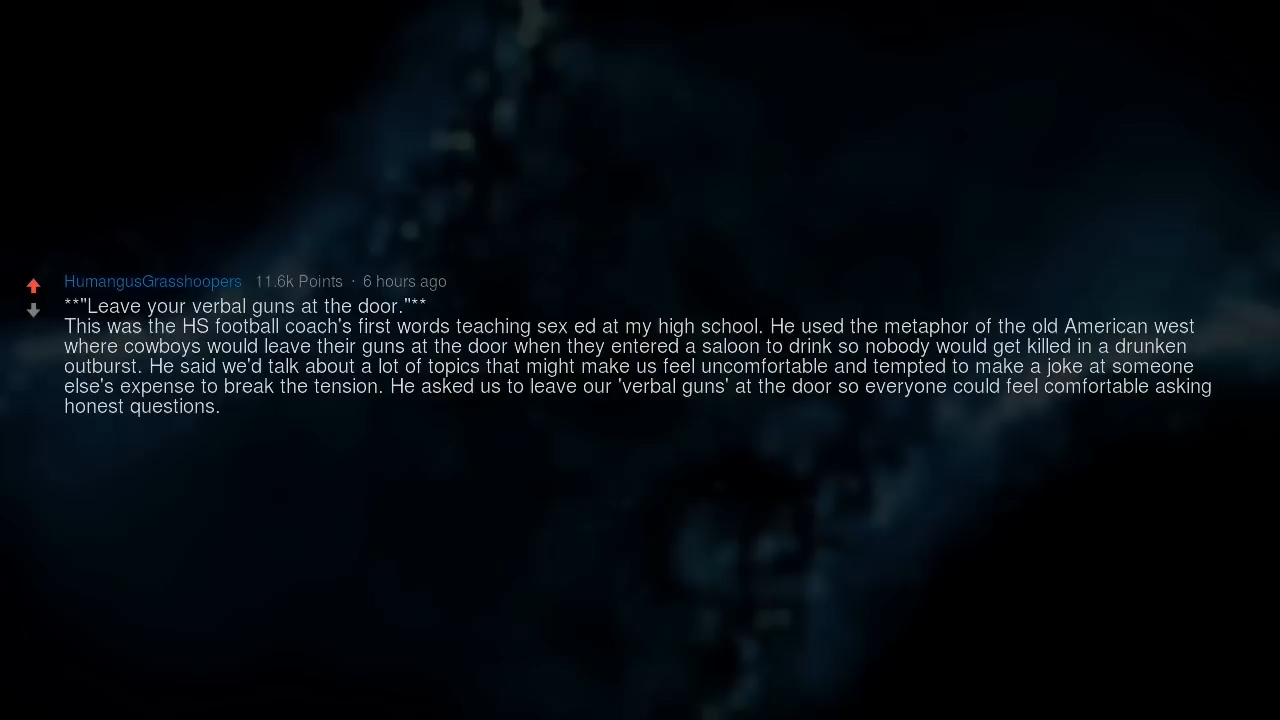 HumangusGrasshoopers 11.6k Points · 6 hours ago
**"Leave your verbal guns at the door."**
This was the HS football coach's first words teaching sex ed at my high school. He used the metaphor of the old American west
where cowboys would leave their guns at the door when they entered a saloon to drink so nobody would get killed in a drunken
outburst. He said we'd talk about a lot of topics that might make us feel uncomfortable and tempted to make a joke at someone
else's expense to break the tension. He asked us to leave our 'verbal guns' at the door so everyone could feel comfortable asking
honest questions.